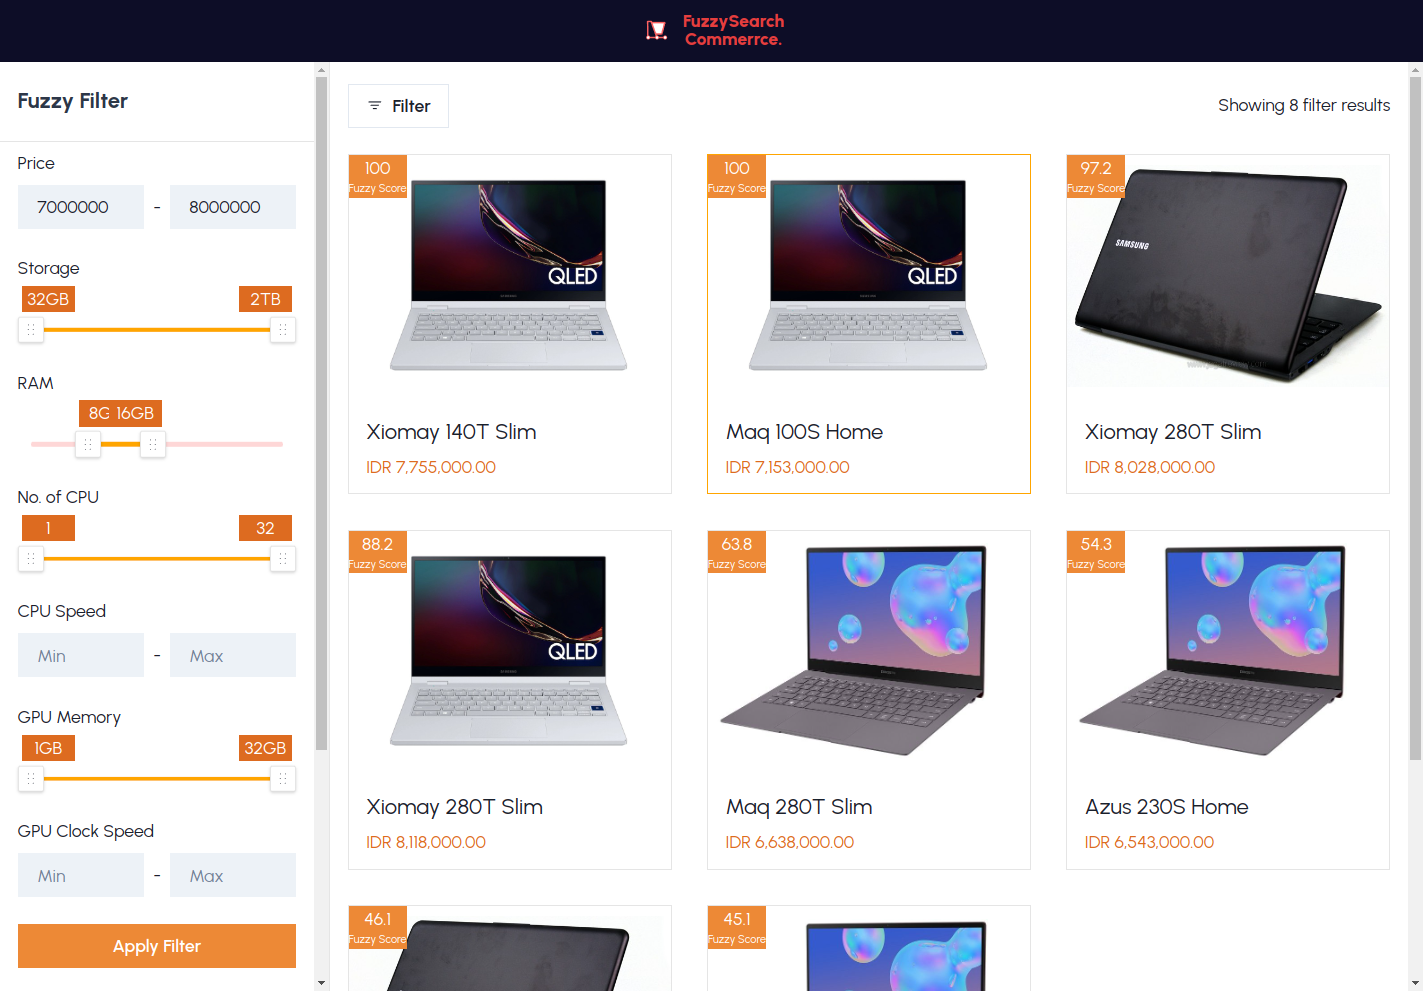 FuzzySearch
Commerrce.
Fuzzy Filter
Price
7000000 - 8000000
Storage
32GB 2TB
RAM
8G 16GB
No. of CPU
1 32
CPU Speed
Min - Max
GPU Memory
1GB 32GB
GPU Clock Speed
Min - Max
Apply Filter
Filter
Showing 8 filter results
100
Fuzzy Score
QLED
Xiomay 140T Slim
IDR 7,755,000.00
100
Fuzzy Score
QLED
Maq 100S Home
IDR 7,153,000.00
97.2
Fuzzy Score
SAMSUNG
Xiomay 280T Slim
IDR 8,028,000.00
88.2
Fuzzy Score
QLED
Xiomay 280T Slim
IDR 8,118,000.00
63.8
Fuzzy Score
Maq 280T Slim
IDR 6,638,000.00
54.3
Fuzzy Score
Azus 230S Home
IDR 6,543,000.00
46.1
Fuzzy Score
45.1
Fuzzy Score